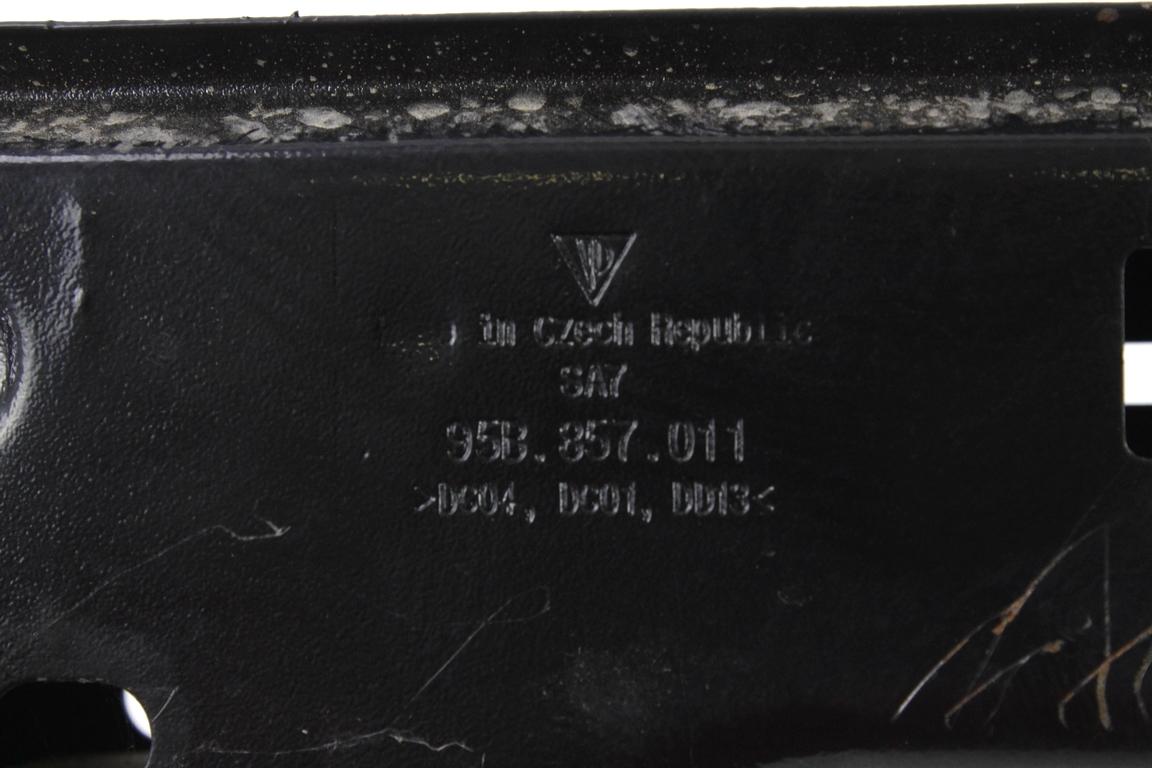 in Czech Republic
SA7
95B.857.011
>DC04, DC01, DD13<